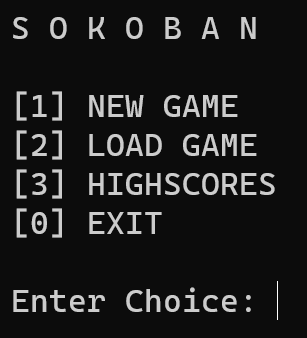 S O K O B A N
[1] NEW GAME
[2] LOAD GAME
[3] HIGHSCORES
[0] EXIT
Enter Choice: